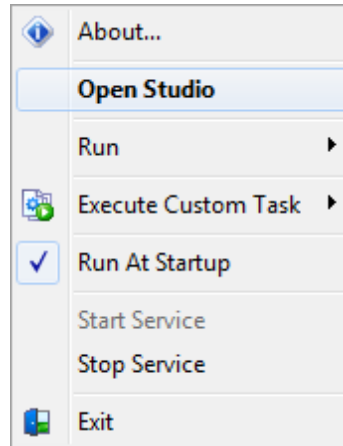 About...
Open Studio
Run
Execute Custom Task
Run At Startup
Start Service
Stop Service
Exit